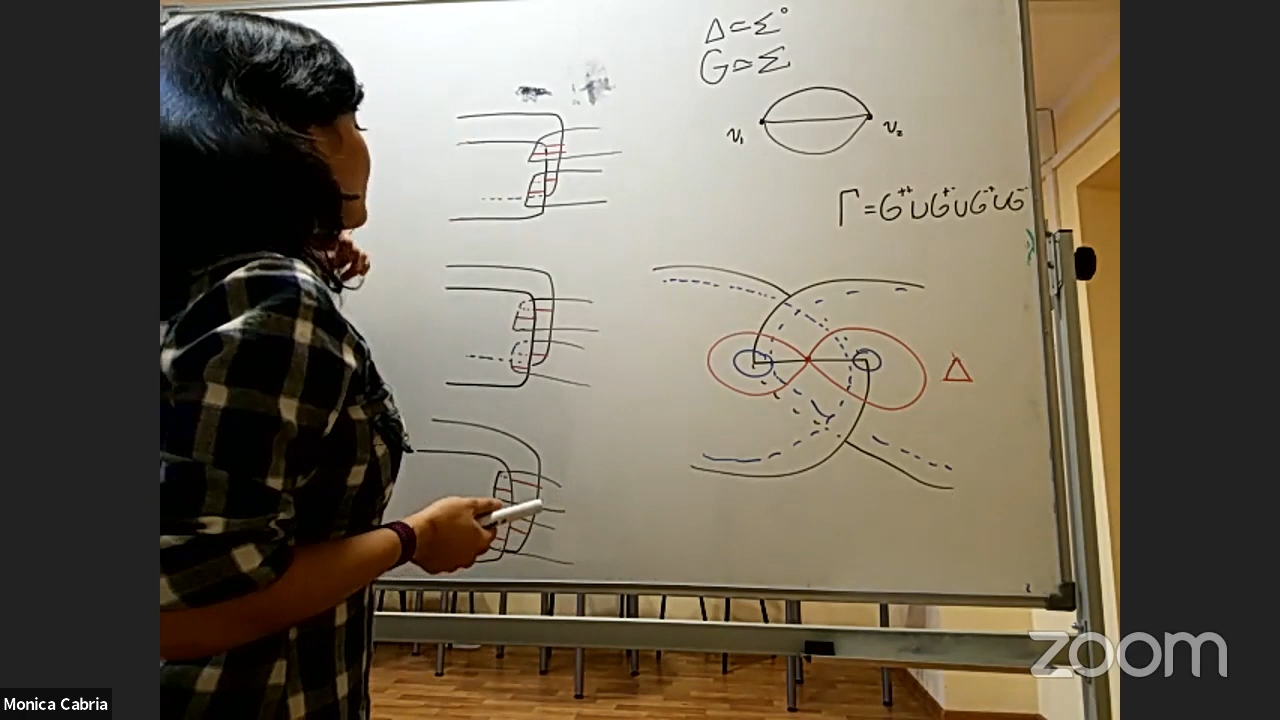 Δ = Σ°
G = Σ
v₁
v₂
Γ = G⁺⁺ ∪ G⁺⁻ ∪ G⁻⁺ ∪ G⁻⁻
Δ
Monica Cabria
zoom